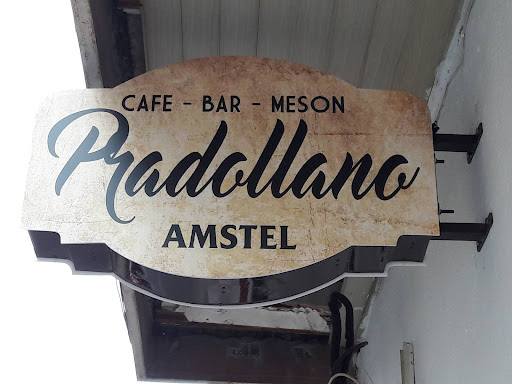 CAFE - BAR - MESON
Pradollano
AMSTEL